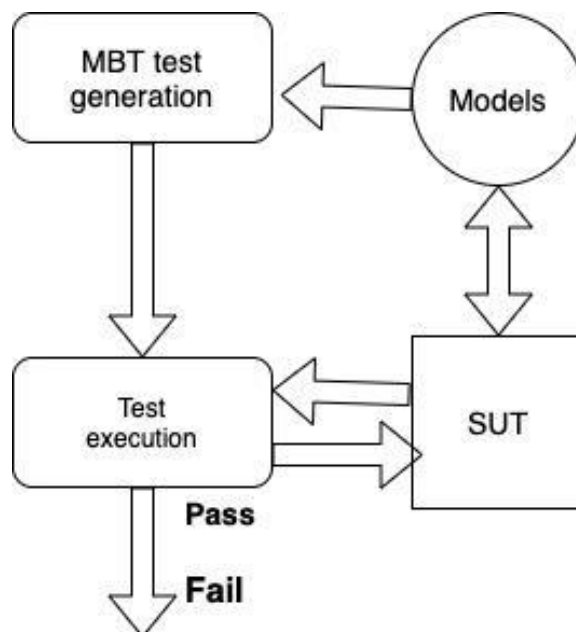 MBT test
generation
Models
Test
execution
SUT
Pass
Fail